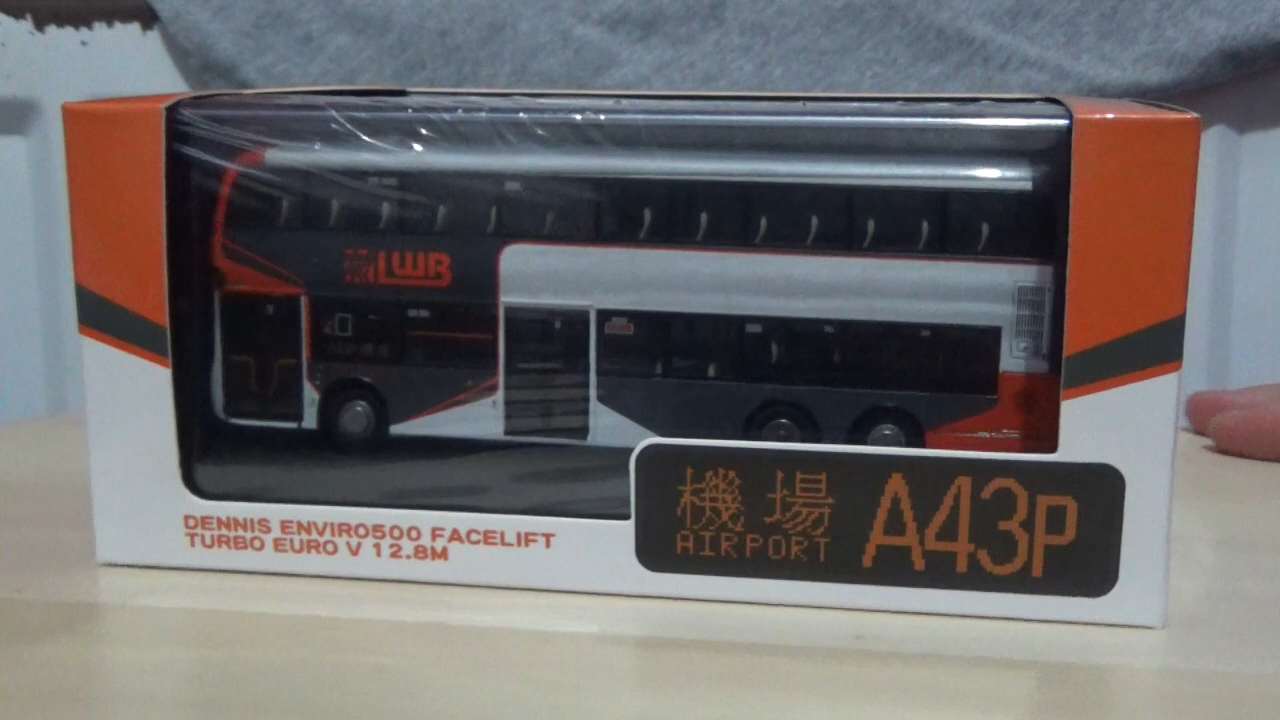 LWB
DENNIS ENVIRO500 FACELIFT
TURBO EURO V 12.8M
機場 A43P
AIRPORT